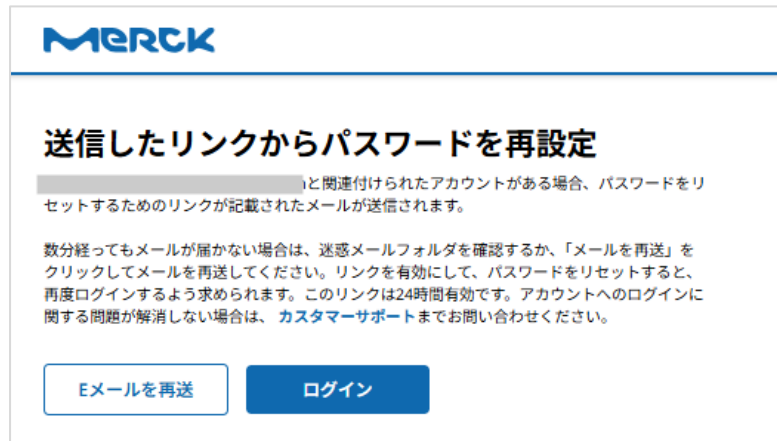 MERCK
送信したリンクからパスワードを再設定
と関連付けられたアカウントがある場合、パスワードをリ
セットするためのリンクが記載されたメールが送信されます。
数分経ってもメールが届かない場合は、迷惑メールフォルダを確認するか、「メールを再送」を
クリックしてメールを再送してください。リンクを有効にして、パスワードをリセットすると、
再度ログインするよう求められます。このリンクは24時間有効です。アカウントへのログインに
関する問題が解消しない場合は、 カスタマーサポートまでお問い合わせください。
Eメールを再送
ログイン